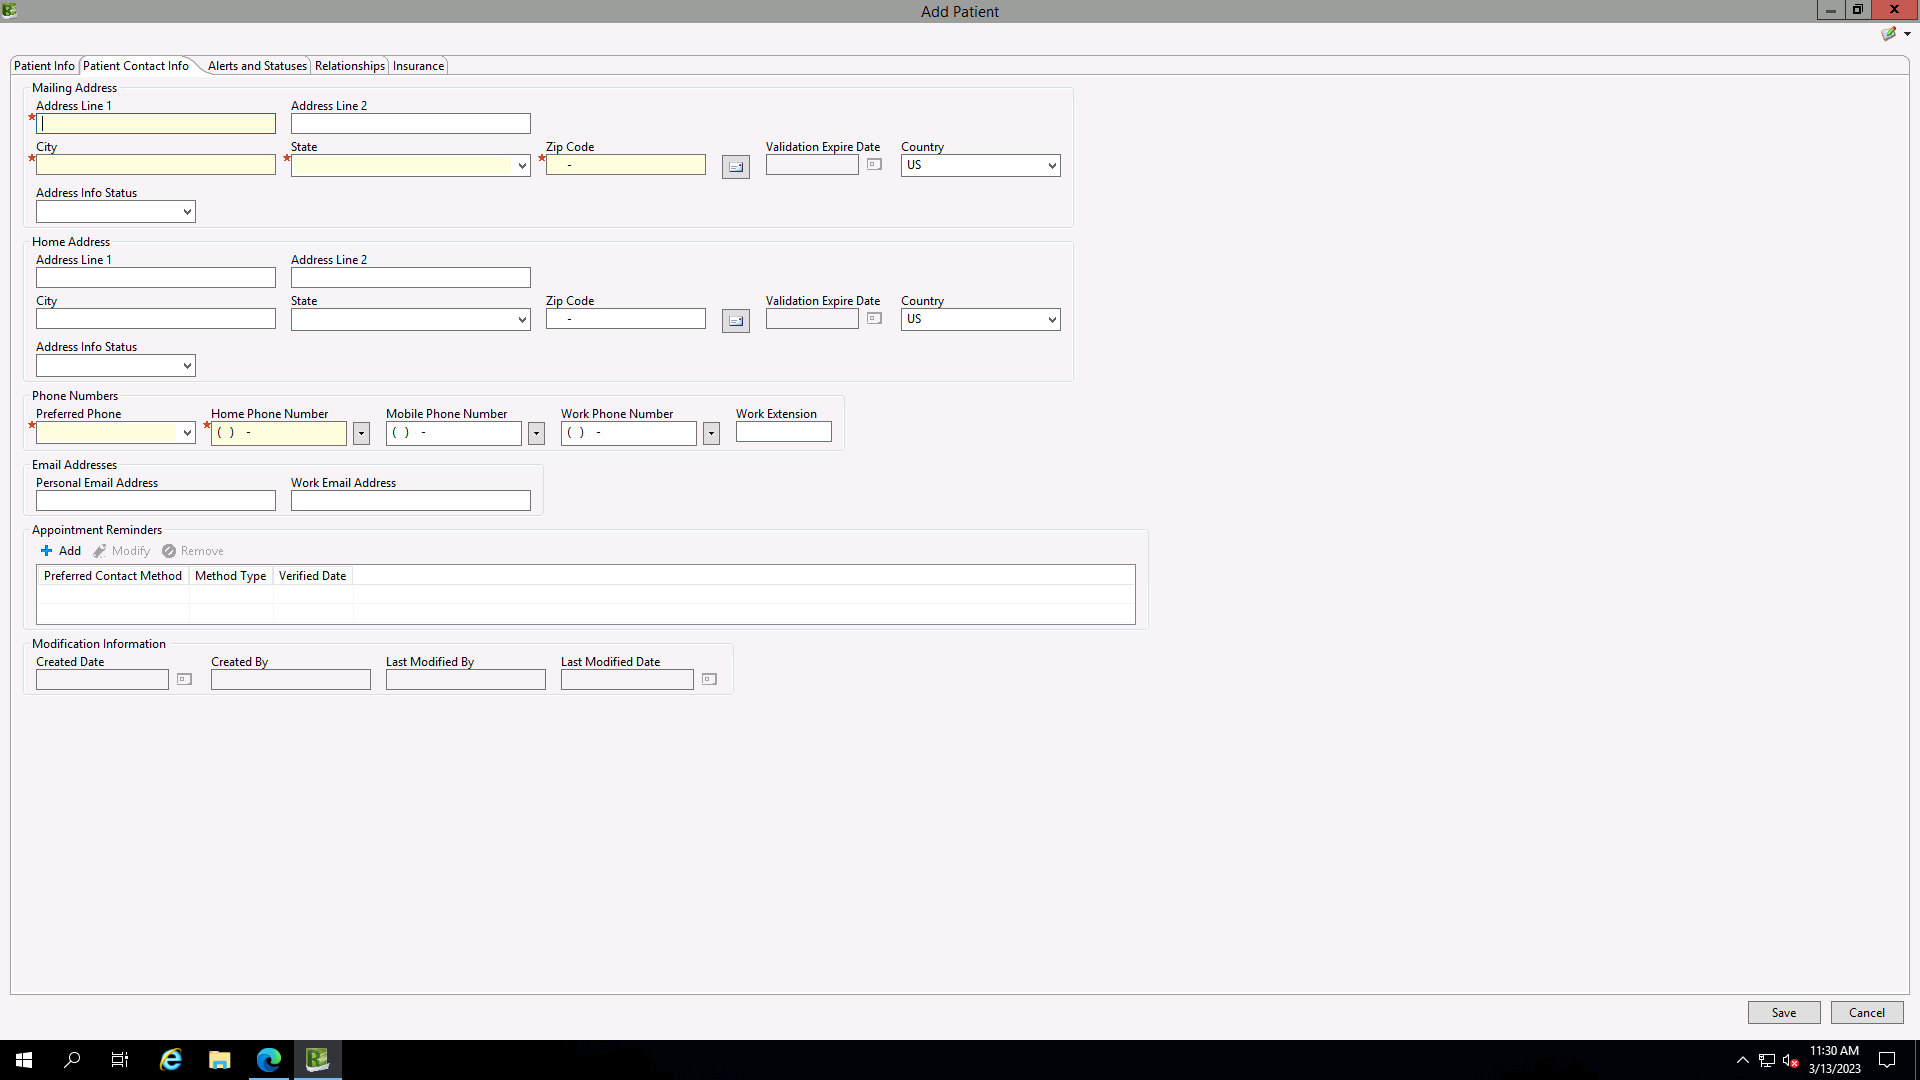 Add Patient
Patient Info Patient Contact Info Alerts and Statuses Relationships Insurance
Mailing Address
Address Line 1 Address Line 2
*
City State Zip Code Validation Expire Date Country
* * * - US
Address Info Status
Home Address
Address Line 1 Address Line 2
City State Zip Code Validation Expire Date Country
- US
Address Info Status
Phone Numbers
Preferred Phone Home Phone Number Mobile Phone Number Work Phone Number Work Extension
* * ( ) - ( ) - ( ) -
Email Addresses
Personal Email Address Work Email Address
Appointment Reminders
Add Modify Remove
Preferred Contact Method Method Type Verified Date
Modification Information
Created Date Created By Last Modified By Last Modified Date
Save Cancel
11:30 AM
3/13/2023